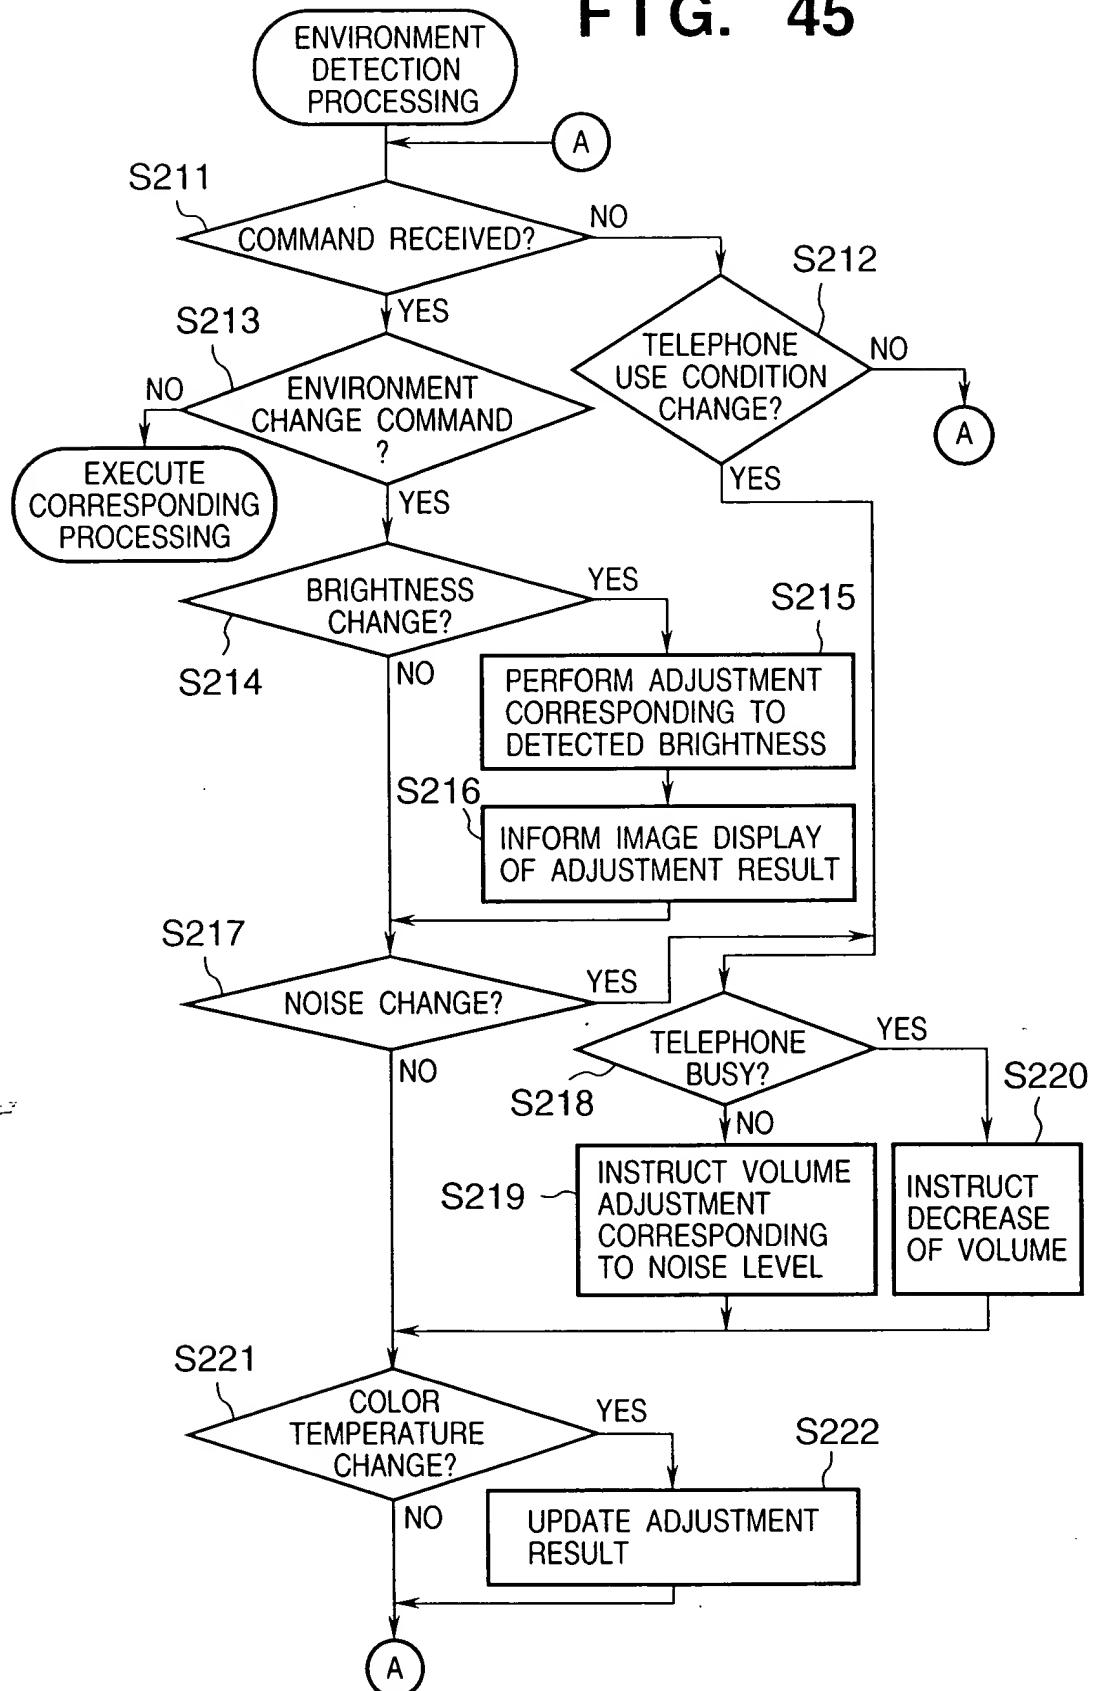 FIG. 45
ENVIRONMENT
DETECTION
PROCESSING
A
S211
COMMAND RECEIVED?
NO
YES
S212
TELEPHONE
USE CONDITION
CHANGE?
NO
A
YES
S213
ENVIRONMENT
CHANGE COMMAND
?
NO
EXECUTE
CORRESPONDING
PROCESSING
YES
BRIGHTNESS
CHANGE?
YES
S214
NO
S215
PERFORM ADJUSTMENT
CORRESPONDING TO
DETECTED BRIGHTNESS
S216
INFORM IMAGE DISPLAY
OF ADJUSTMENT RESULT
S217
NOISE CHANGE?
YES
NO
TELEPHONE
BUSY?
YES
S218
NO
S219
INSTRUCT VOLUME
ADJUSTMENT
CORRESPONDING
TO NOISE LEVEL
S220
INSTRUCT
DECREASE
OF VOLUME
S221
COLOR
TEMPERATURE
CHANGE?
YES
NO
S222
UPDATE ADJUSTMENT
RESULT
A